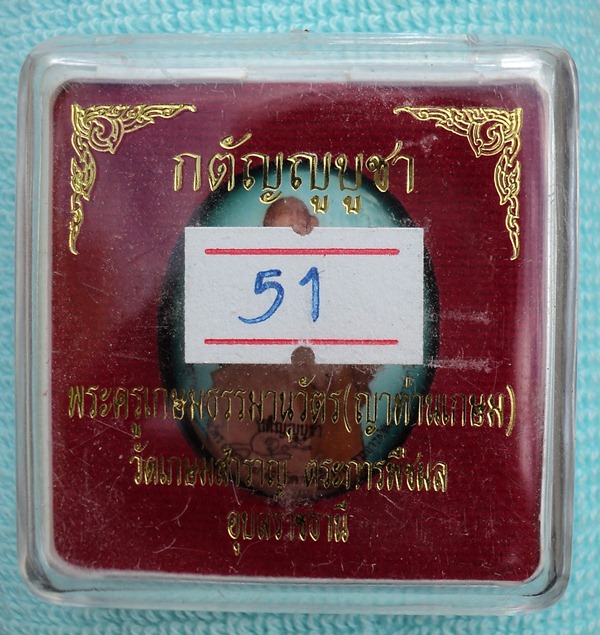 กตัญญูบูชา
51
พระครูเกษมธรรมานุวัตร(ญาท่านเกษม)
วัดเกษมสำราญ ตระการพืชผล
อุบลราชธานี